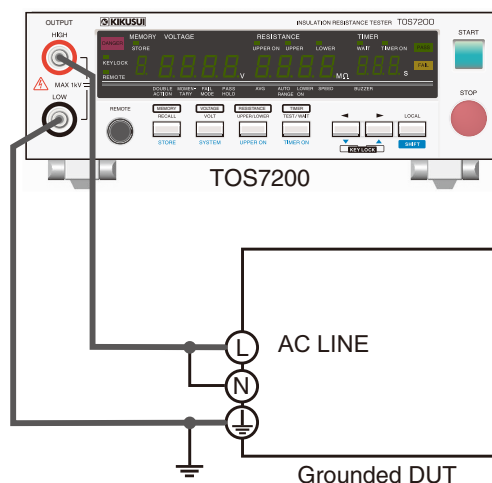 OUTPUT
HIGH
MAX 1kV
LOW
KIKUSUI
INSULATION RESISTANCE TESTER TOS7200
DANGER
MEMORY VOLTAGE RESISTANCE TIMER
STORE UPPER ON UPPER LOWER WAIT TIMER ON PASS
KEYLOCK
REMOTE
V MΩ S
FAIL
DOUBLE ACTION MOMEN-TARY FAIL MODE PASS HOLD AVG AUTO RANGE LOWER ON SPEED BUZZER
REMOTE
MEMORY VOLTAGE RESISTANCE TIMER
RECALL VOLT UPPER/LOWER TEST/WAIT ◄ ► LOCAL
STORE SYSTEM UPPER ON TIMER ON ▼ ▲ SHIFT
KEYLOCK
START
STOP
TOS7200
L AC LINE
N
Grounded DUT